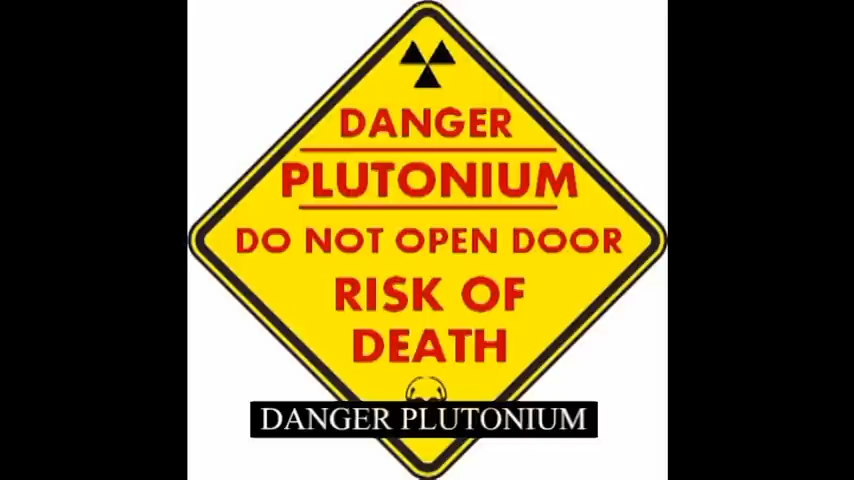 DANGER
PLUTONIUM
DO NOT OPEN DOOR
RISK OF
DEATH
DANGER PLUTONIUM